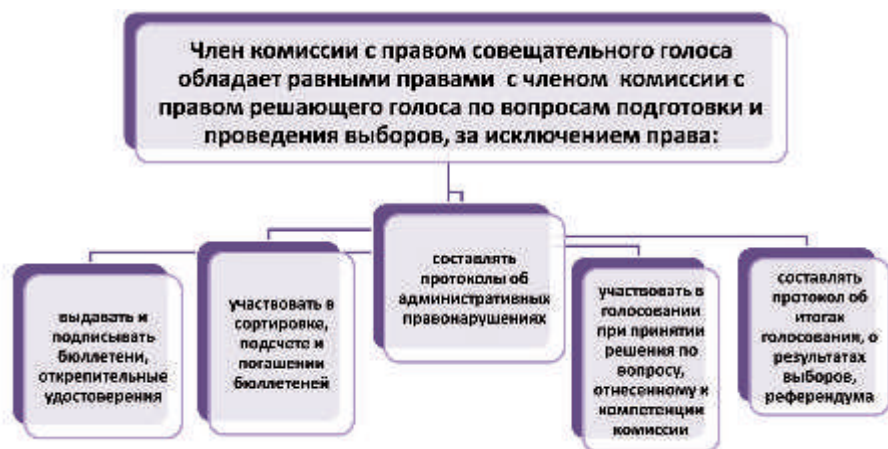 Член комиссии с правом совещательного голоса
обладает равными правами с членом комиссии с
правом решающего голоса по вопросам подготовки и
проведения выборов, за исключением права:
выдавать и
подписывать
бюллетени,
открепительные
удостоверения
участвовать в
сортировке,
подсчете и
погашении
бюллетеней
составлять
протоколы об
административных
правонарушениях
участвовать в
голосовании
при принятии
решения по
вопросу,
отнесенному к
компетенции
комиссии
составлять
протокол об
итогах
голосования, о
результатах
выборов,
референдума